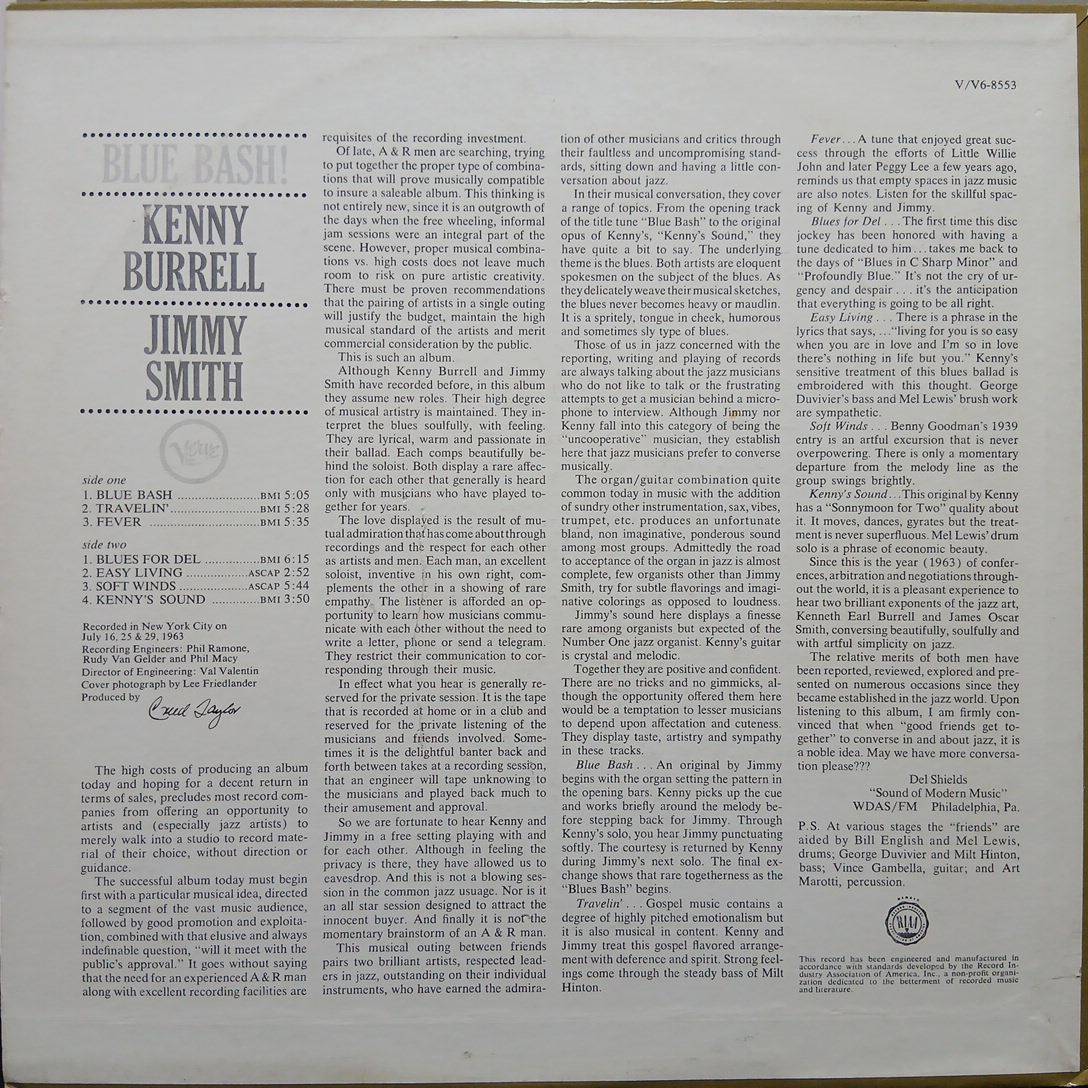 V/V6-8553
BLUE BASH!
KENNY
BURRELL
JIMMY
SMITH
Verve
side one
1. BLUE BASH ........................BMI 5:05
2. TRAVELIN'..........................BMI 5:28
3. FEVER ................................BMI 5:35
side two
1. BLUES FOR DEL ................BMI 6:15
2. EASY LIVING ..................ASCAP 2:52
3. SOFT WINDS ....................ASCAP 5:44
4. KENNY'S SOUND ..............BMI 3:50
Recorded in New York City on
July 16, 25 & 29, 1963
Recording Engineers: Phil Ramone,
Rudy Van Gelder and Phil Macy
Director of Engineering: Val Valentin
Cover photograph by Lee Friedlander
Produced by
Creed Taylor
The high costs of producing an album
today and hoping for a decent return in
terms of sales, precludes most record com-
panies from offering an opportunity to
artists and (especially jazz artists) to
merely walk into a studio to record mate-
rial of their choice, without direction or
guidance.
The successful album today must begin
first with a particular musical idea, directed
to a segment of the vast music audience,
followed by good promotion and exploita-
tion, combined with that elusive and always
indefinable question, “will it meet with the
public's approval.” It goes without saying
that the need for an experienced A & R man
along with excellent recording facilities are
requisites of the recording investment.
Of late, A & R men are searching, trying
to put together the proper type of combina-
tions that will prove musically compatible
to insure a saleable album. This thinking is
not entirely new, since it is an outgrowth of
the days when the free wheeling, informal
jam sessions were an integral part of the
scene. However, proper musical combina-
tions vs. high costs does not leave much
room to risk on pure artistic creativity.
There must be proven recommendations
that the pairing of artists in a single outing
will justify the budget, maintain the high
musical standard of the artists and merit
commercial consideration by the public.
This is such an album.
Although Kenny Burrell and Jimmy
Smith have recorded before, in this album
they assume new roles. Their high degree
of musical artistry is maintained. They in-
terpret the blues soulfully, with feeling.
They are lyrical, warm and passionate in
their ballad. Each comps beautifully be-
hind the soloist. Both display a rare affec-
tion for each other that generally is heard
only with musicians who have played to-
gether for years.
The love displayed is the result of mu-
tual admiration that has come about through
recordings and the respect for each other
as artists and men. Each man, an excellent
soloist, inventive in his own right, com-
plements the other in a showing of rare
empathy. The listener is afforded an op-
portunity to learn how musicians commu-
nicate with each other without the need to
write a letter, phone or send a telegram.
They restrict their communication to cor-
responding through their music.
In effect what you hear is generally re-
served for the private session. It is the tape
that is recorded at home or in a club and
reserved for the private listening of the
musicians and friends involved. Some-
times it is the delightful banter back and
forth between takes at a recording session,
that an engineer will tape unknowing to
the musicians and played back much to
their amusement and approval.
So we are fortunate to hear Kenny and
Jimmy in a free setting playing with and
for each other. Although in feeling the
privacy is there, they have allowed us to
eavesdrop. And this is not a blowing ses-
sion in the common jazz usuage. Nor is it
an all star session designed to attract the
innocent buyer. And finally it is not the
momentary brainstorm of an A & R man.
This musical outing between friends
pairs two brilliant artists, respected lead-
ers in jazz, outstanding on their individual
instruments, who have earned the admira-
tion of other musicians and critics through
their faultless and uncompromising stand-
ards, sitting down and having a little con-
versation about jazz.
In their musical conversation, they cover
a range of topics. From the opening track
of the title tune “Blue Bash” to the original
opus of Kenny's, “Kenny's Sound,” they
have quite a bit to say. The underlying
theme is the blues. Both artists are eloquent
spokesmen on the subject of the blues. As
they delicately weave their musical sketches,
the blues never becomes heavy or maudlin.
It is a spritely, tongue in cheek, humorous
and sometimes sly type of blues.
Those of us in jazz concerned with the
reporting, writing and playing of records
are always talking about the jazz musicians
who do not like to talk or the frustrating
attempts to get a musician behind a micro-
phone to interview. Although Jimmy nor
Kenny fall into this category of being the
“uncooperative” musician, they establish
here that jazz musicians prefer to converse
musically.
The organ/guitar combination quite
common today in music with the addition
of sundry other instrumentation, sax, vibes,
trumpet, etc. produces an unfortunate
bland, non imaginative, ponderous sound
among most groups. Admittedly the road
to acceptance of the organ in jazz is almost
complete, few organists other than Jimmy
Smith, try for subtle flavorings and imagi-
native colorings as opposed to loudness.
Jimmy's sound here displays a finesse
rare among organists but expected of the
Number One jazz organist. Kenny's guitar
is crystal and melodic.
Together they are positive and confident.
There are no tricks and no gimmicks, al-
though the opportunity offered them here
would be a temptation to lesser musicians
to depend upon affectation and cuteness.
They display taste, artistry and sympathy
in these tracks.
Blue Bash . . . An original by Jimmy
begins with the organ setting the pattern in
the opening bars. Kenny picks up the cue
and works briefly around the melody be-
fore stepping back for Jimmy. Through
Kenny's solo, you hear Jimmy punctuating
softly. The courtesy is returned by Kenny
during Jimmy's next solo. The final ex-
change shows that rare togetherness as the
“Blues Bash” begins.
Travelin' . . . Gospel music contains a
degree of highly pitched emotionalism but
it is also musical in content. Kenny and
Jimmy treat this gospel flavored arrange-
ment with deference and spirit. Strong feel-
ings come through the steady bass of Milt
Hinton.
Fever . . . A tune that enjoyed great suc-
cess through the efforts of Little Willie
John and later Peggy Lee a few years ago,
reminds us that empty spaces in jazz music
are also notes. Listen for the skillful spac-
ing of Kenny and Jimmy.
Blues for Del . . . The first time this disc
jockey has been honored with having a
tune dedicated to him . . . takes me back to
the days of “Blues in C Sharp Minor” and
“Profoundly Blue.” It's not the cry of ur-
gency and despair . . . it's the anticipation
that everything is going to be all right.
Easy Living . . . There is a phrase in the
lyrics that says, . . .“living for you is so easy
when you are in love and I'm so in love
there's nothing in life but you.” Kenny's
sensitive treatment of this blues ballad is
embroidered with this thought. George
Duvivier's bass and Mel Lewis' brush work
are sympathetic.
Soft Winds . . . Benny Goodman's 1939
entry is an artful excursion that is never
overpowering. There is only a momentary
departure from the melody line as the
group swings brightly.
Kenny's Sound . . . This original by Kenny
has a “Sonnymoon for Two” quality about
it. It moves, dances, gyrates but the treat-
ment is never superfluous. Mel Lewis' drum
solo is a phrase of economic beauty.
Since this is the year (1963) of confer-
ences, arbitration and negotiations through-
out the world, it is a pleasant experience to
hear two brilliant exponents of the jazz art,
Kenneth Earl Burrell and James Oscar
Smith, conversing beautifully, soulfully and
with artful simplicity on jazz.
The relative merits of both men have
been reported, reviewed, explored and pre-
sented on numerous occasions since they
became established in the jazz world. Upon
listening to this album, I am firmly con-
vinced that when “good friends get to-
gether” to converse in and about jazz, it is
a noble idea. May we have more conversa-
tion please???
Del Shields
“Sound of Modern Music”
WDAS/FM Philadelphia, Pa.
P.S. At various stages the “friends” are
aided by Bill English and Mel Lewis,
drums; George Duvivier and Milt Hinton,
bass; Vince Gambella, guitar; and Art
Marotti, percussion.
This record has been engineered and manufactured in
accordance with standards developed by the Record In-
dustry Association of America, Inc., a non-profit organi-
zation dedicated to the betterment of recorded music
and literature.